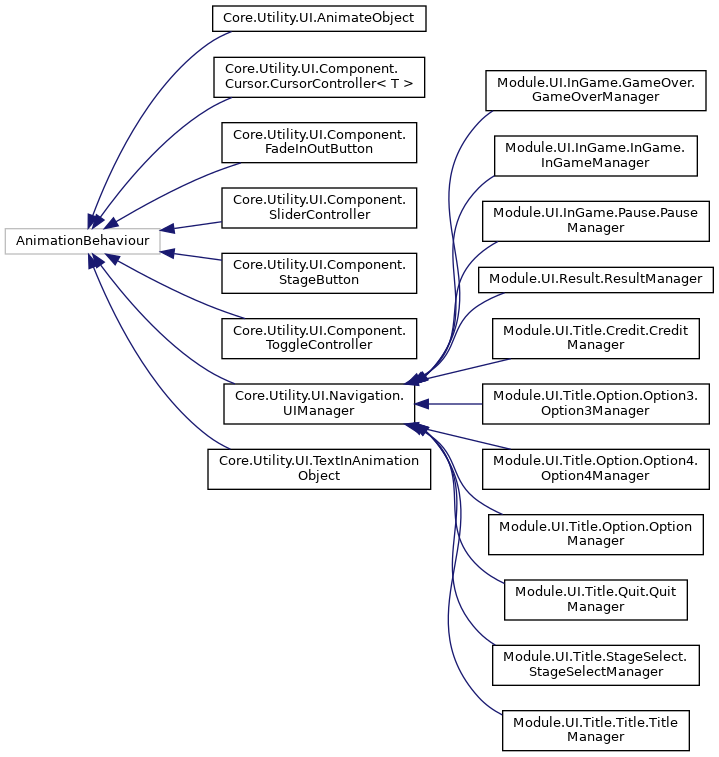 AnimationBehaviour
Core.Utility.UI.AnimateObject
Core.Utility.UI.Component.
Cursor.CursorController< T >
Core.Utility.UI.Component.
FadeInOutButton
Core.Utility.UI.Component.
SliderController
Core.Utility.UI.Component.
StageButton
Core.Utility.UI.Component.
ToggleController
Core.Utility.UI.Navigation.
UIManager
Core.Utility.UI.TextInAnimation
Object
Module.UI.InGame.GameOver.
GameOverManager
Module.UI.InGame.InGame.
InGameManager
Module.UI.InGame.Pause.Pause
Manager
Module.UI.Result.ResultManager
Module.UI.Title.Credit.Credit
Manager
Module.UI.Title.Option.Option3.
Option3Manager
Module.UI.Title.Option.Option4.
Option4Manager
Module.UI.Title.Option.Option
Manager
Module.UI.Title.Quit.Quit
Manager
Module.UI.Title.StageSelect.
StageSelectManager
Module.UI.Title.Title.Title
Manager